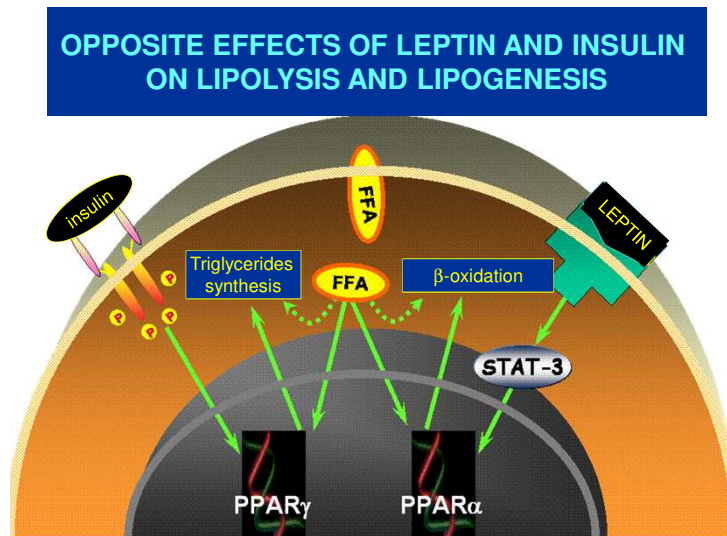 OPPOSITE EFFECTS OF LEPTIN AND INSULIN
ON LIPOLYSIS AND LIPOGENESIS
insulin
FFA
LEPTIN
Triglycerides
synthesis
FFA
β-oxidation
P
P
P
P
P
STAT-3
PPARγ
PPARα